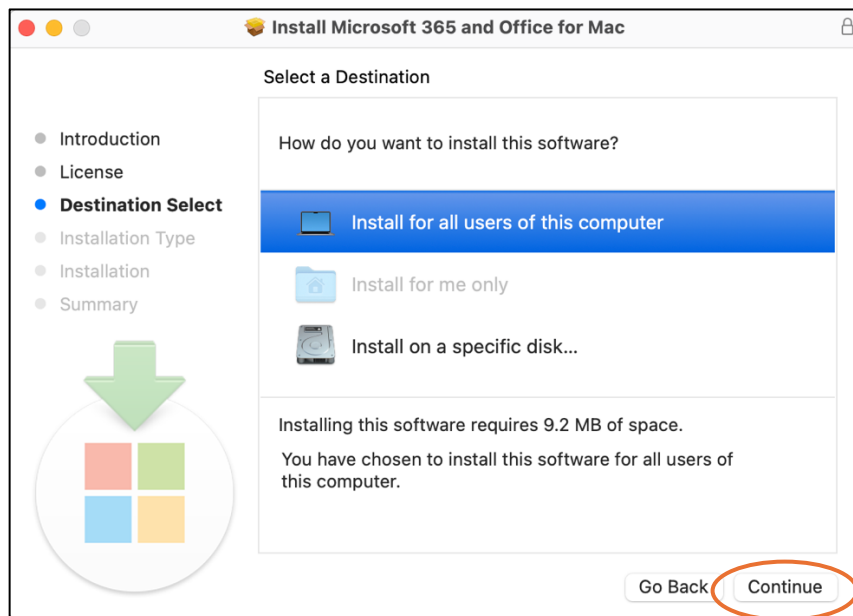 Install Microsoft 365 and Office for Mac
Select a Destination
Introduction
License
Destination Select
Installation Type
Installation
Summary
How do you want to install this software?
Install for all users of this computer
Install for me only
Install on a specific disk...
Installing this software requires 9.2 MB of space.
You have chosen to install this software for all users of
this computer.
Go Back
Continue